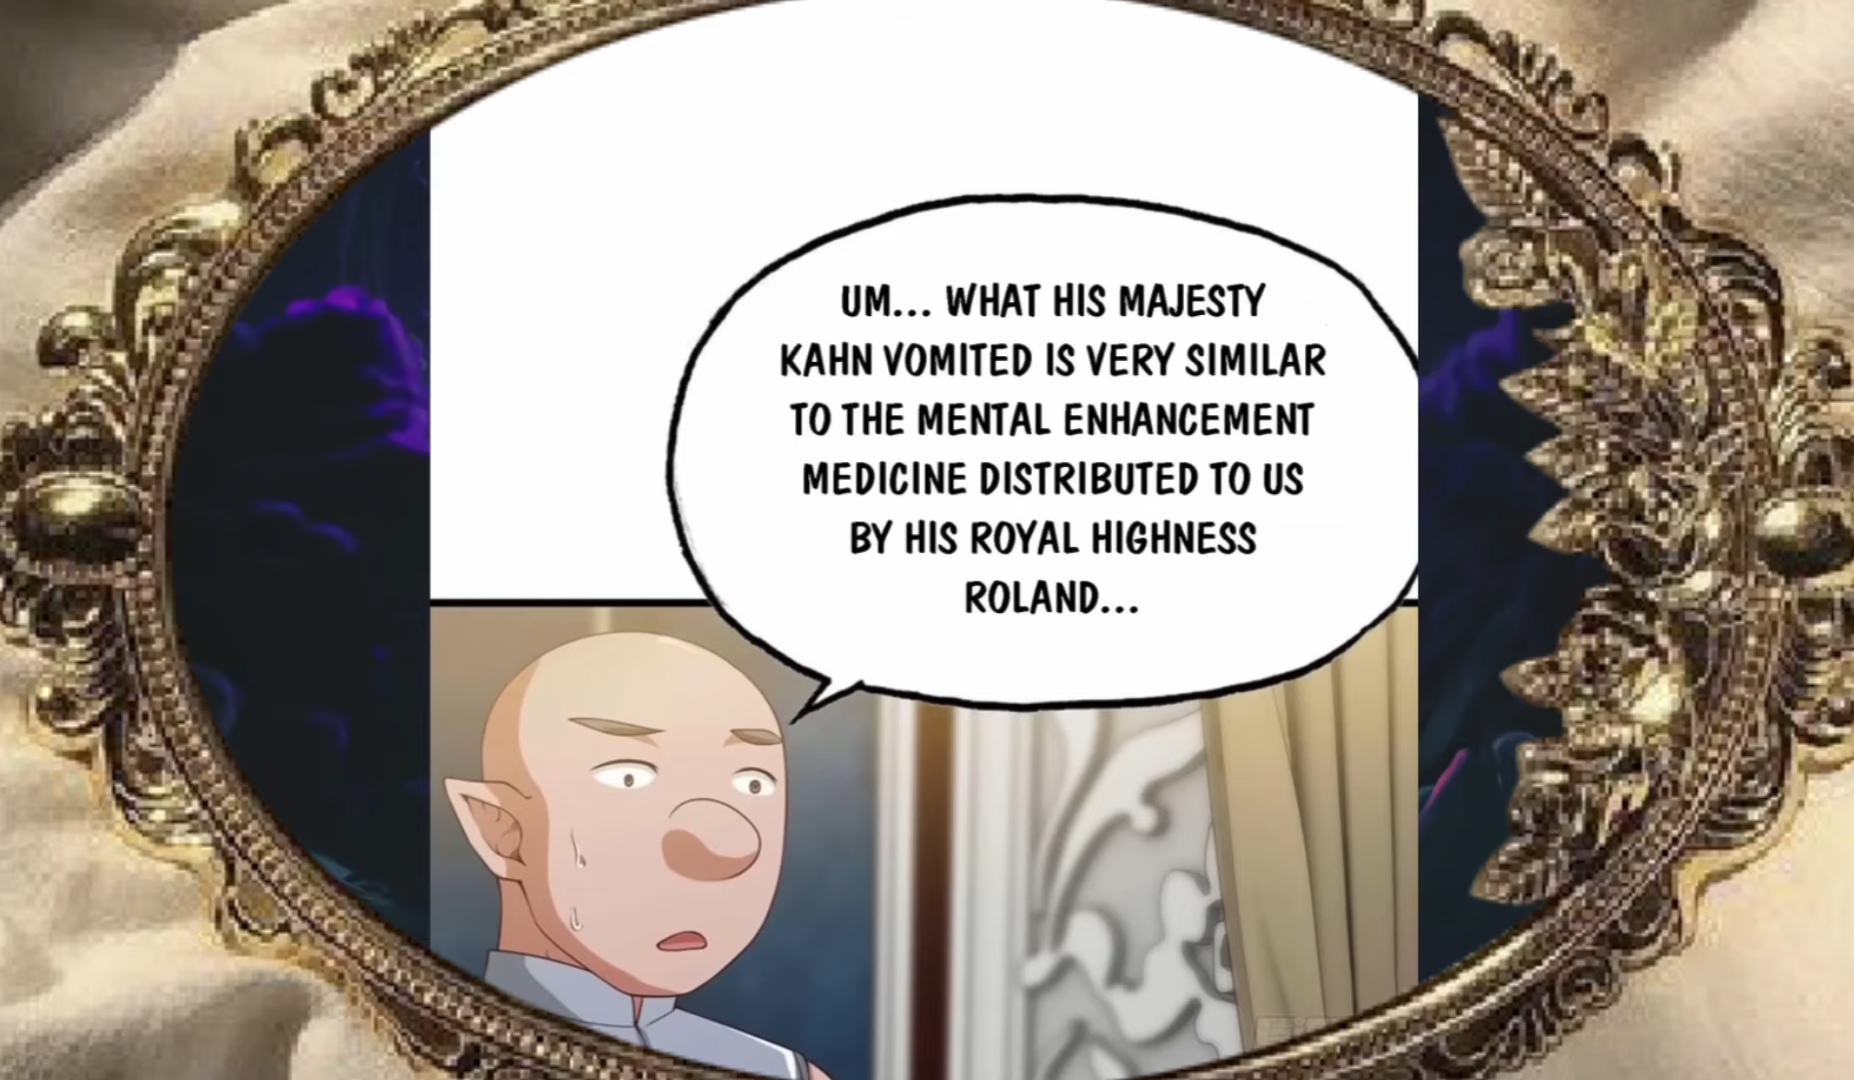 UM... WHAT HIS MAJESTY
KAHN VOMITED IS VERY SIMILAR
TO THE MENTAL ENHANCEMENT
MEDICINE DISTRIBUTED TO US
BY HIS ROYAL HIGHNESS
ROLAND...